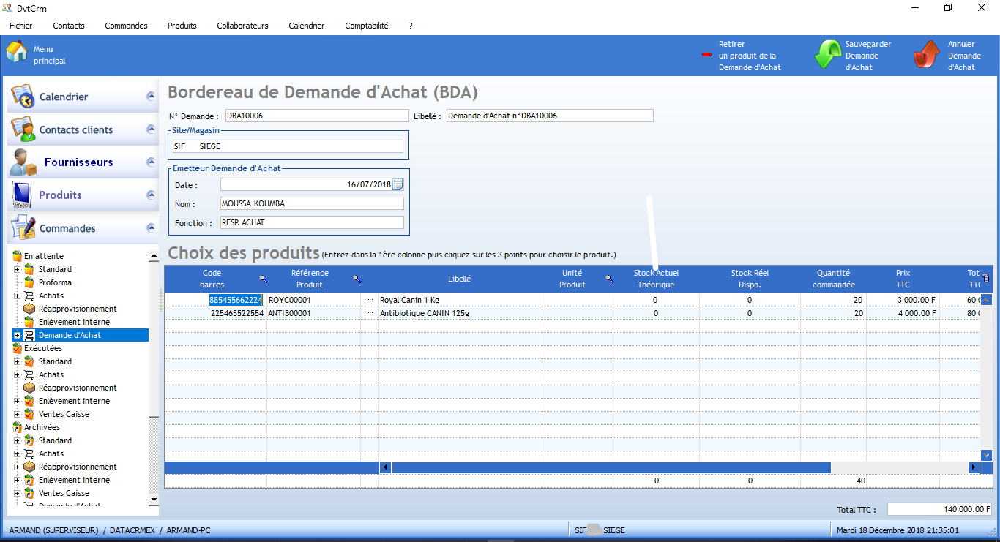 DvtCrm
Fichier Contacts Commandes Produits Collaborateurs Calendrier Comptabilité ?
Menu
principal
Retirer
un produit de la
Demande d'Achat
Sauvegarder
Demande
d'Achat
Annuler
Demande
d'Achat
Calendrier
Contacts clients
Fournisseurs
Produits
Commandes
En attente
Standard
Proforma
Achats
Réapprovisionnement
Enlèvement interne
Demande d'Achat
Exécutées
Standard
Achats
Réapprovisionnement
Enlèvement interne
Ventes Caisse
Archivées
Standard
Achats
Réapprovisionnement
Enlèvement interne
Ventes Caisse
Demande d'Achat
Bordereau de Demande d'Achat (BDA)
N° Demande : DBA10006 Libellé : Demande d'Achat n°DBA10006
Site/Magasin
SIF SIEGE
Emetteur Demande d'Achat
Date : 16/07/2018
Nom : MOUSSA KOUMBA
Fonction : RESP. ACHAT
Choix des produits (Entrez dans la 1ère colonne puis cliquez sur les 3 points pour choisir le produit.)
Code barres Référence Produit Libellé Unité Produit Stock Actuel Théorique Stock Réel Dispo. Quantité commandée Prix TTC Tot TTC
885455662224 ROYC00001 ... Royal Canin 1 Kg 0 0 20 3 000.00 F 60 0
225465522554 ANTIB00001 ... Antibiotique CANIN 125g 0 0 20 4 000.00 F 80 0
0 0 40
Total TTC : 140 000.00 F
ARMAND (SUPERVISEUR) / DATACRMEX / ARMAND-PC SIF SIEGE Mardi 18 Décembre 2018 21:35:01